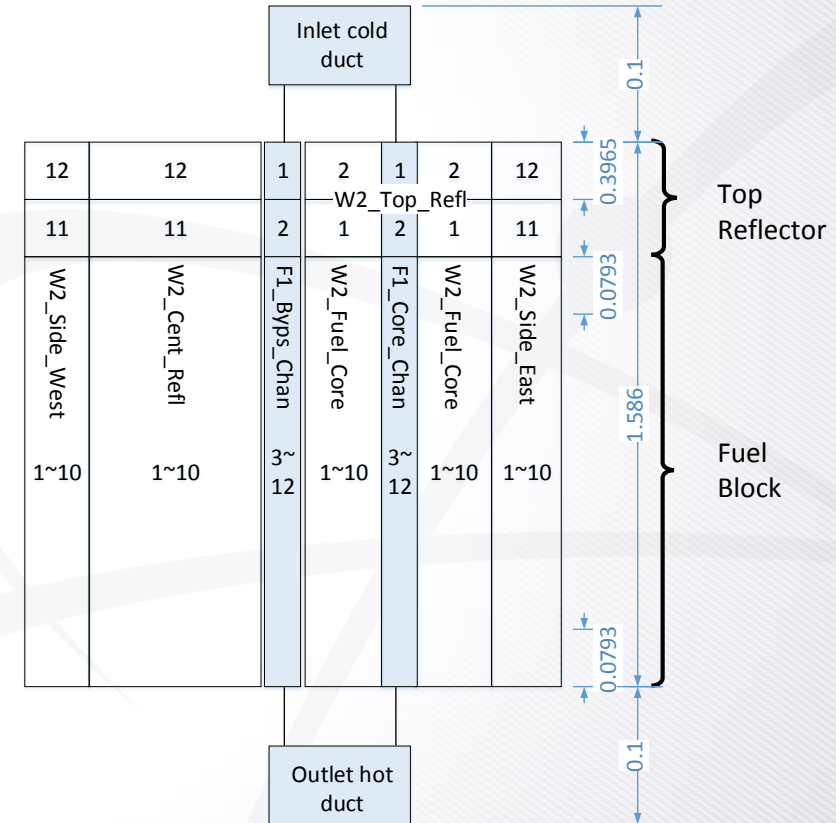 Inlet cold
duct
0.1
12 12 1 2 1 2 12
W2_Top_Refl
0.3965
Top
Reflector
11 11 2 1 2 1 11
W2_Side_West
W2_Cent_Refl
F1_Byps_Chan
W2_Fuel_Core
F1_Core_Chan
W2_Fuel_Core
W2_Side_East
0.0793
1.586
1~10 1~10 3~
12 1~10 3~
12 1~10 1~10
Fuel
Block
0.0793
Outlet hot
duct
0.1